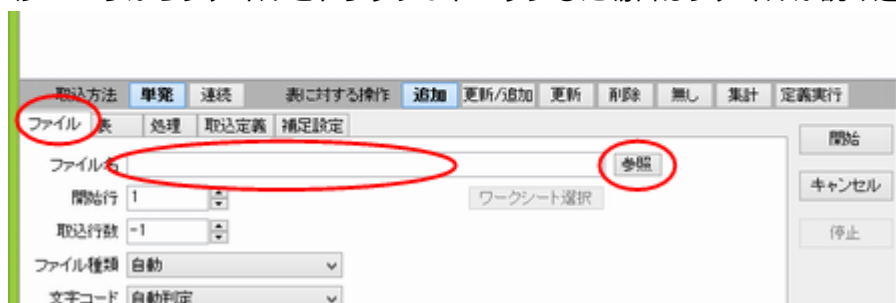 取込方法 単発 連続 表に対する操作 追加 更新/追加 更新 削除 無し 集計 定義実行
ファイル 表 処理 取込定義 補足設定
開始
ファイル名 参照
キャンセル
開始行 1 ワークシート選択
取込行数 -1
停止
ファイル種類 自動
文字コード 自動判定